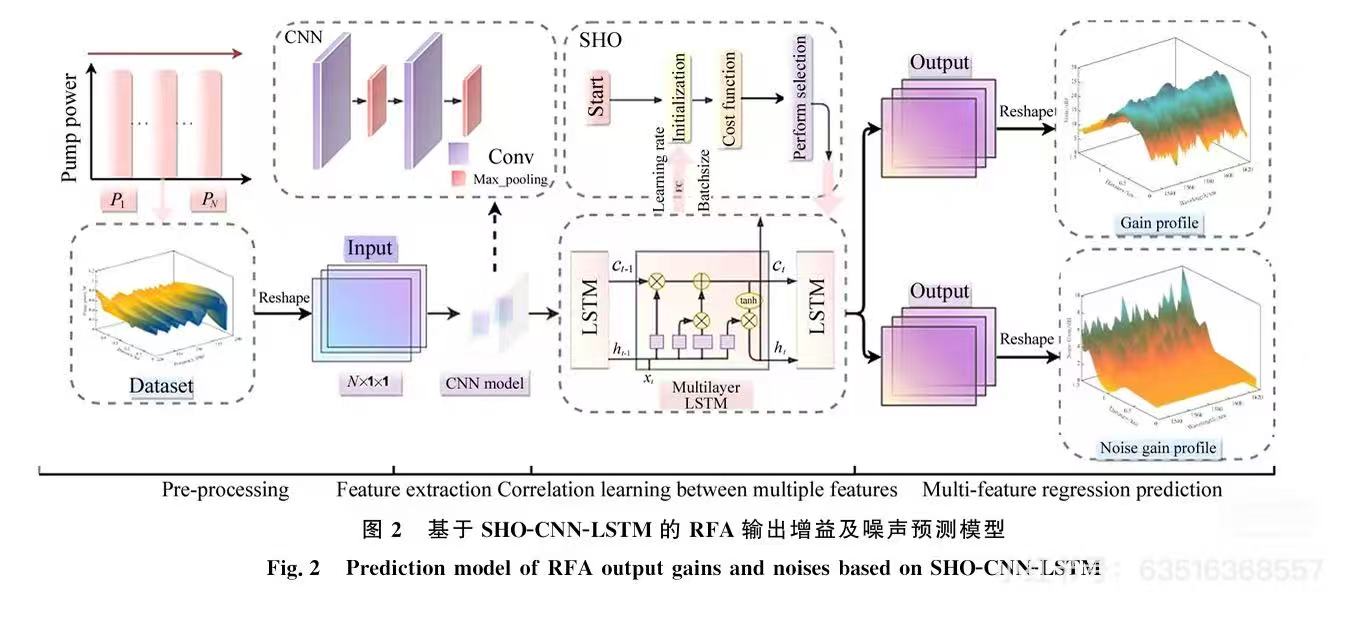 CNN
SHO
Pump power
P1
PN
Conv
Max_pooling
Start
Initialization
Cost function
Perform selection
Learning rate
FC
Batchsize
Output
Reshape
Gain profile
Dataset
Reshape
Input
N×1×1
CNN model
LSTM
Ct-1
Ct
tanh
ht-1
ht
xt
Multilayer
LSTM
LSTM
Output
Reshape
Noise gain profile
Pre-processing
Feature extraction
Correlation learning between multiple features
Multi-feature regression prediction
图 2 基于 SHO-CNN-LSTM 的 RFA 输出增益及噪声预测模型
Fig. 2 Prediction model of RFA output gains and noises based on SHO-CNN-LSTM
63516368557